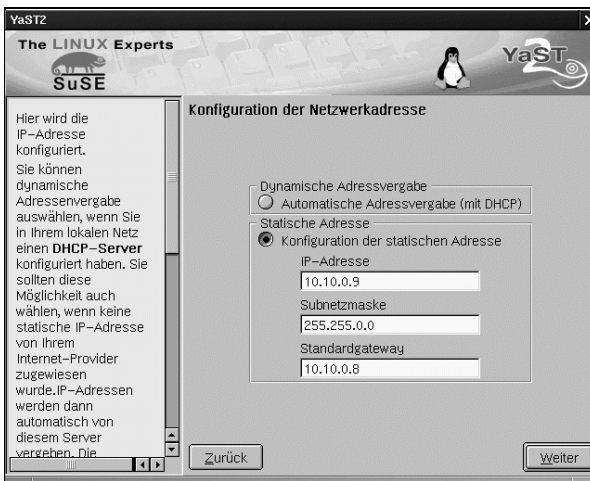 YaST2
The LINUX Experts
SuSE
YaST
2
Hier wird die
IP-Adresse
konfiguriert.
Sie können
dynamische
Adressenvergabe
auswählen, wenn Sie
in Ihrem lokalen Netz
einen DHCP-Server
konfiguriert haben. Sie
sollten diese
Möglichkeit auch
wählen, wenn keine
statische IP-Adresse
von Ihrem
Internet-Provider
zugewiesen
wurde.IP-Adressen
werden dann
automatisch von
diesem Server
vergeben. Die
Konfiguration der Netzwerkadresse
Dynamische Adressvergabe
Automatische Adressvergabe (mit DHCP)
Statische Adresse
Konfiguration der statischen Adresse
IP-Adresse
10.10.0.9
Subnetzmaske
255.255.0.0
Standardgateway
10.10.0.8
Zurück
Weiter